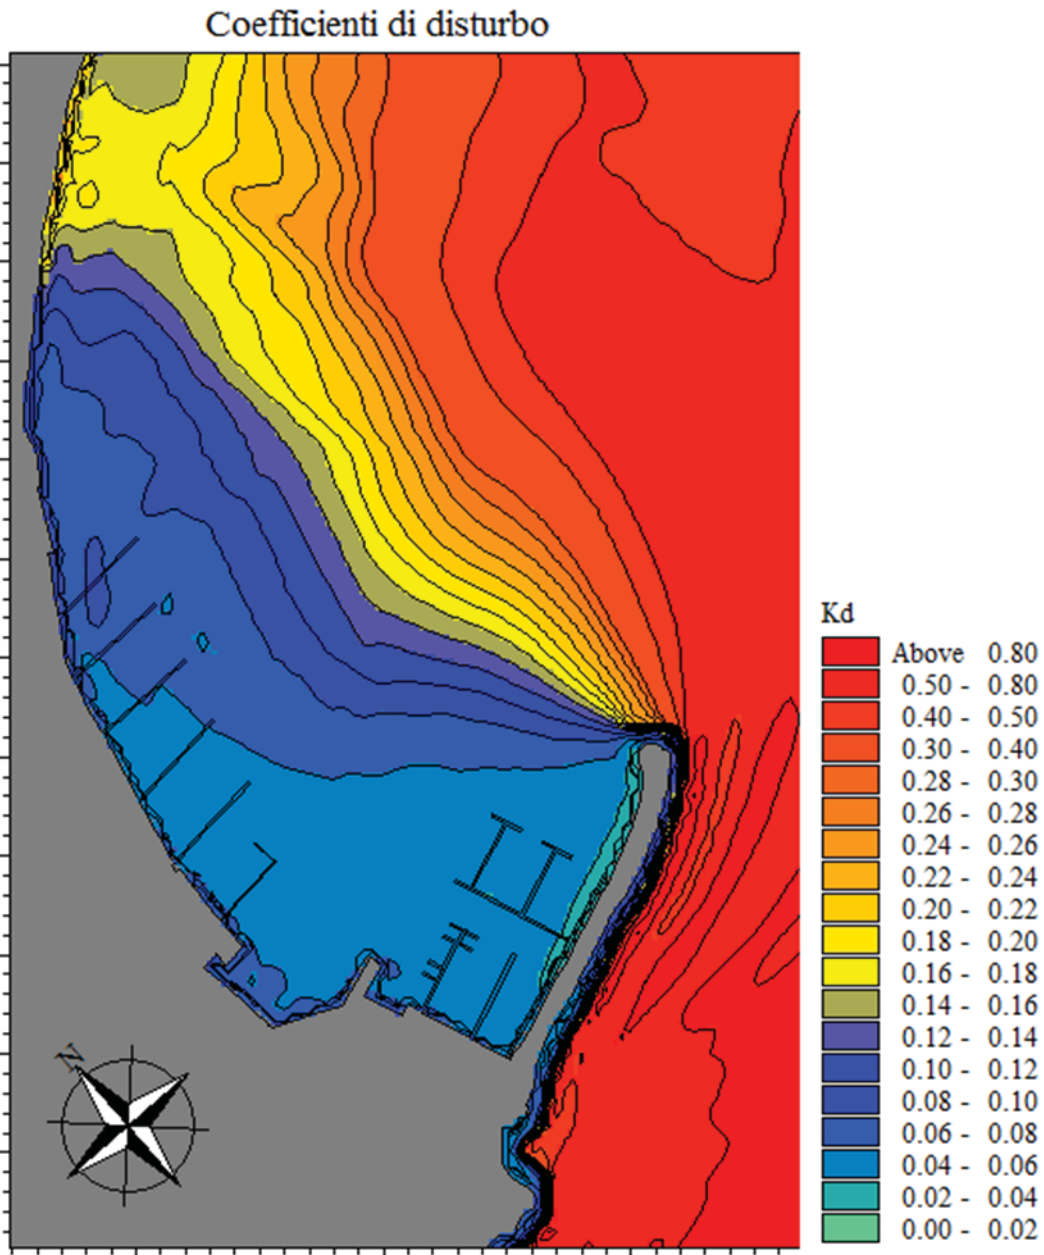 Coefficienti di disturbo
Kd
Above 0.80
0.50 - 0.80
0.40 - 0.50
0.30 - 0.40
0.28 - 0.30
0.26 - 0.28
0.24 - 0.26
0.22 - 0.24
0.20 - 0.22
0.18 - 0.20
0.16 - 0.18
0.14 - 0.16
0.12 - 0.14
0.10 - 0.12
0.08 - 0.10
0.06 - 0.08
0.04 - 0.06
0.02 - 0.04
0.00 - 0.02
N